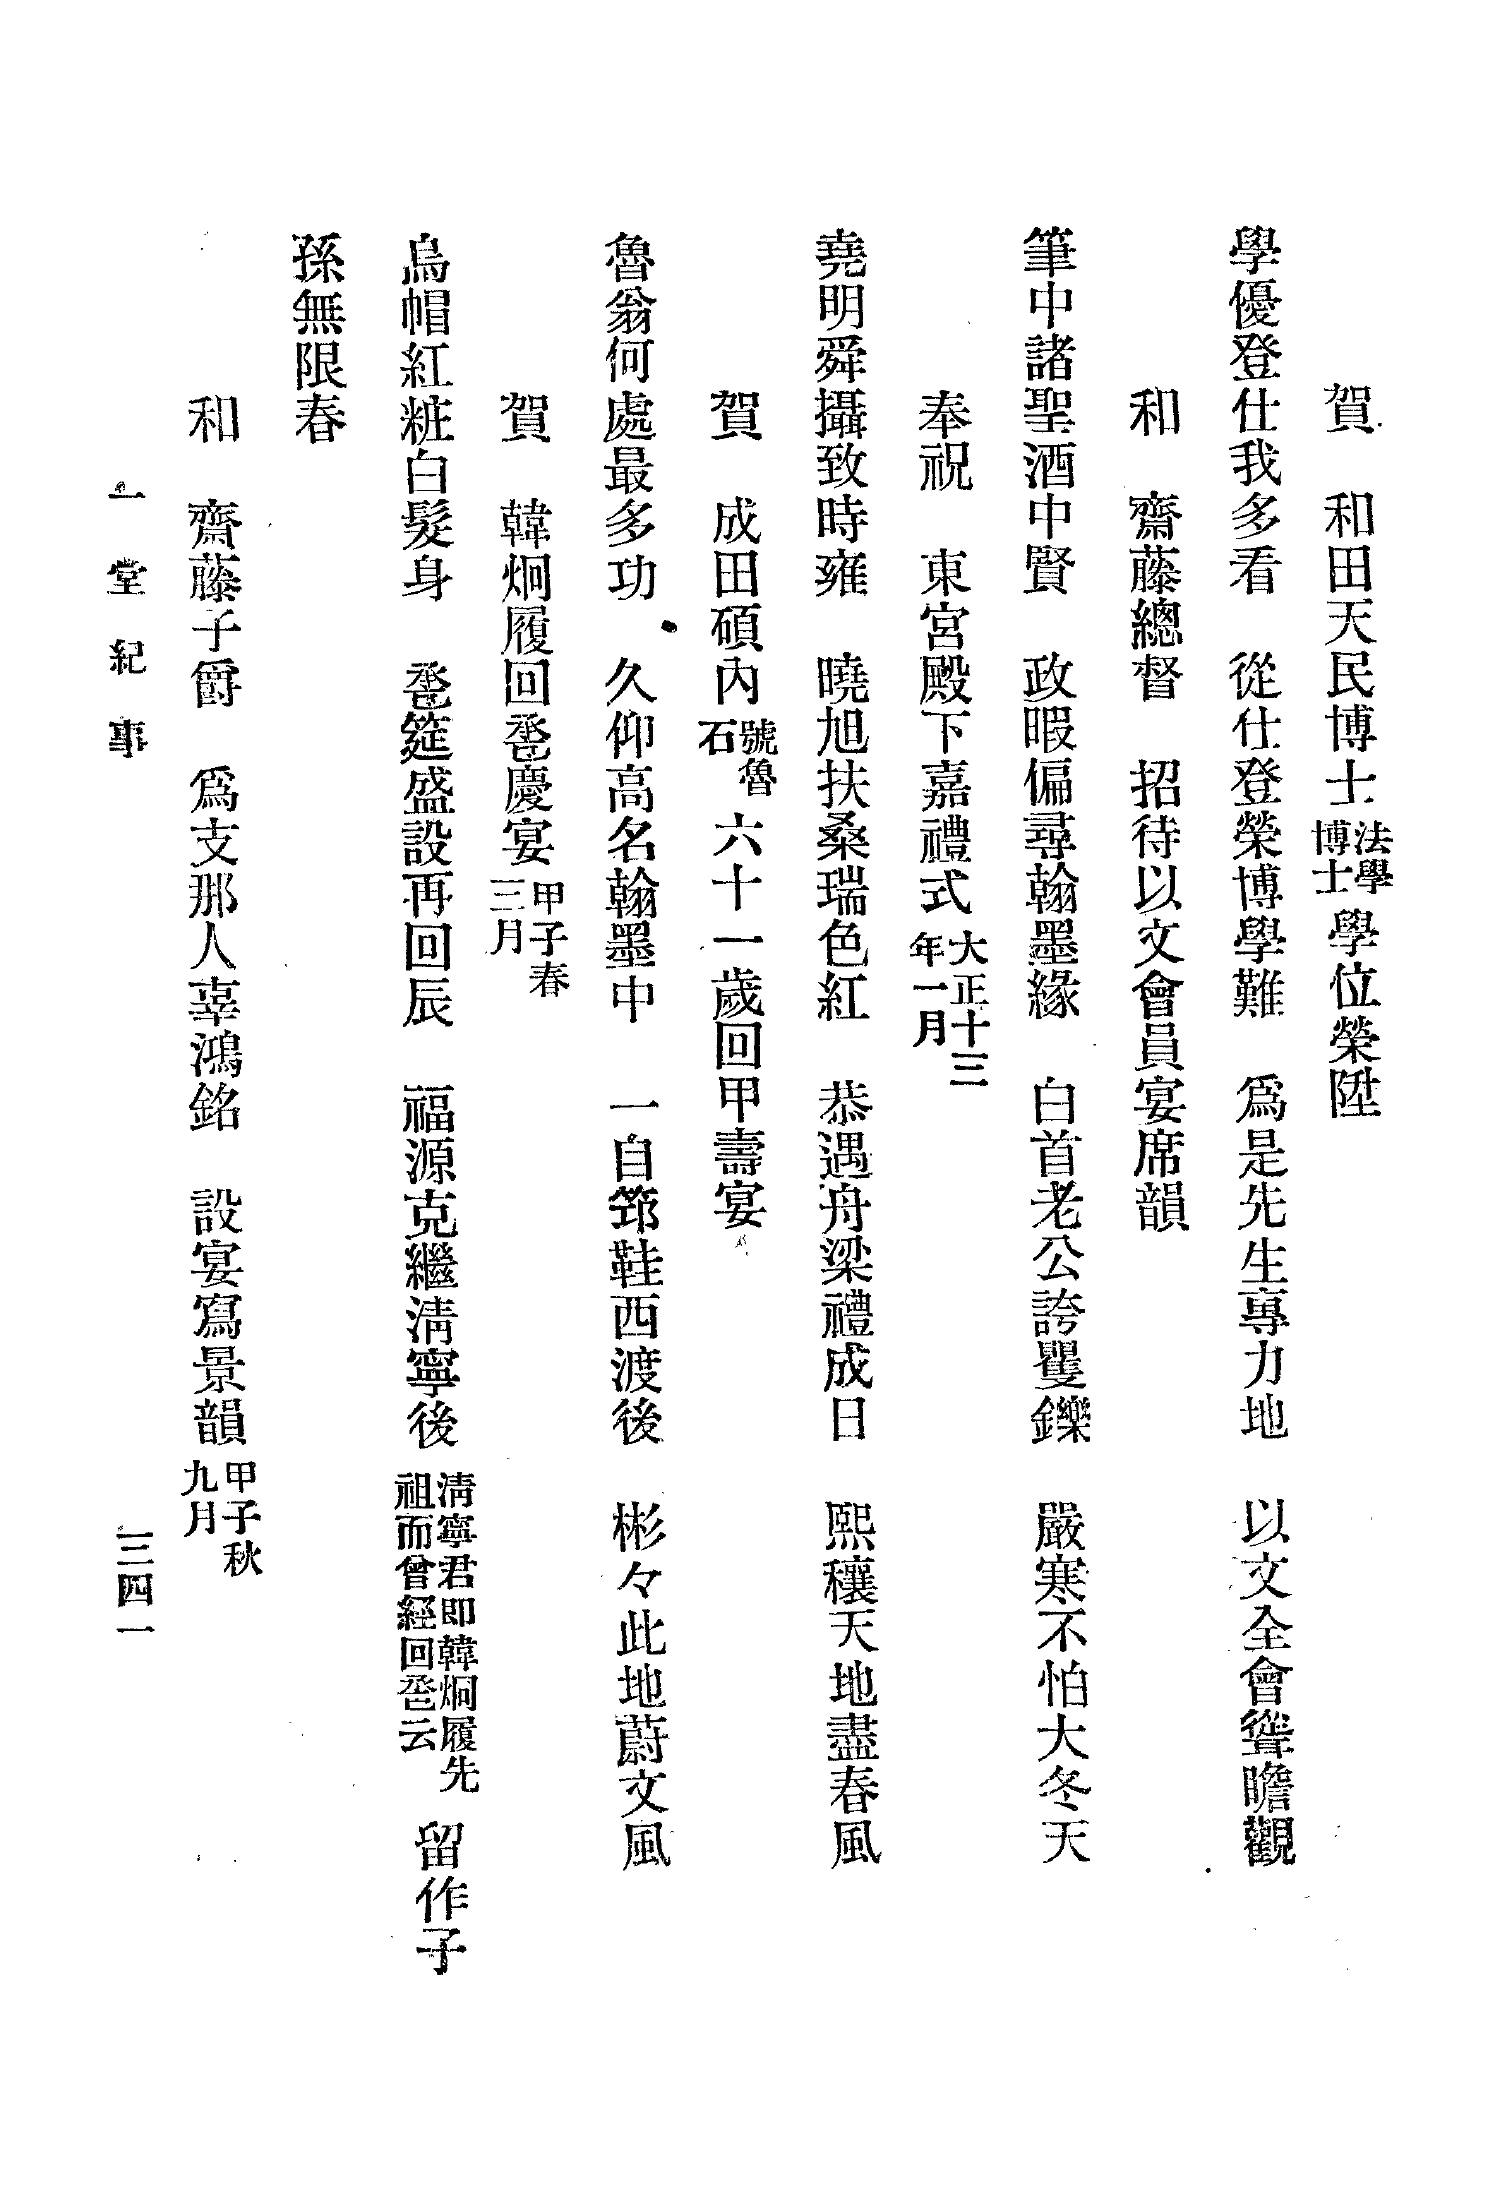 賀　和田天民博士法學博士學位榮陞
學優登仕我多看　從仕登榮博學難　爲是先生專力地　以文全會聳瞻觀
和　齋藤總督　招待以文會員宴席韻
筆中諸聖酒中賢　政暇偏尋翰墨緣　白首老公誇矍鑠　嚴寒不怕大冬天
奉祝　東宮殿下嘉禮式大正十三年一月
堯明舜攝致時雍　曉旭扶桑瑞色紅　恭遇舟梁禮成日　熙穰天地盡春風
賀　成田碩內號魯石六十一歲回甲壽宴
魯翁何處最多功　久仰高名翰墨中　一自筇鞋西渡後　彬々此地蔚文風
賀　韓炯履回巹慶宴甲子春三月
烏帽紅粧白髮身　巹筵盛設再回辰　福源克繼淸寧後淸寧君即韓炯履先祖而曾經回巹云　留作子
孫無限春
和　齋藤子爵　爲支那人辜鴻銘　設宴寫景韻甲子秋九月
一堂紀事
三四一